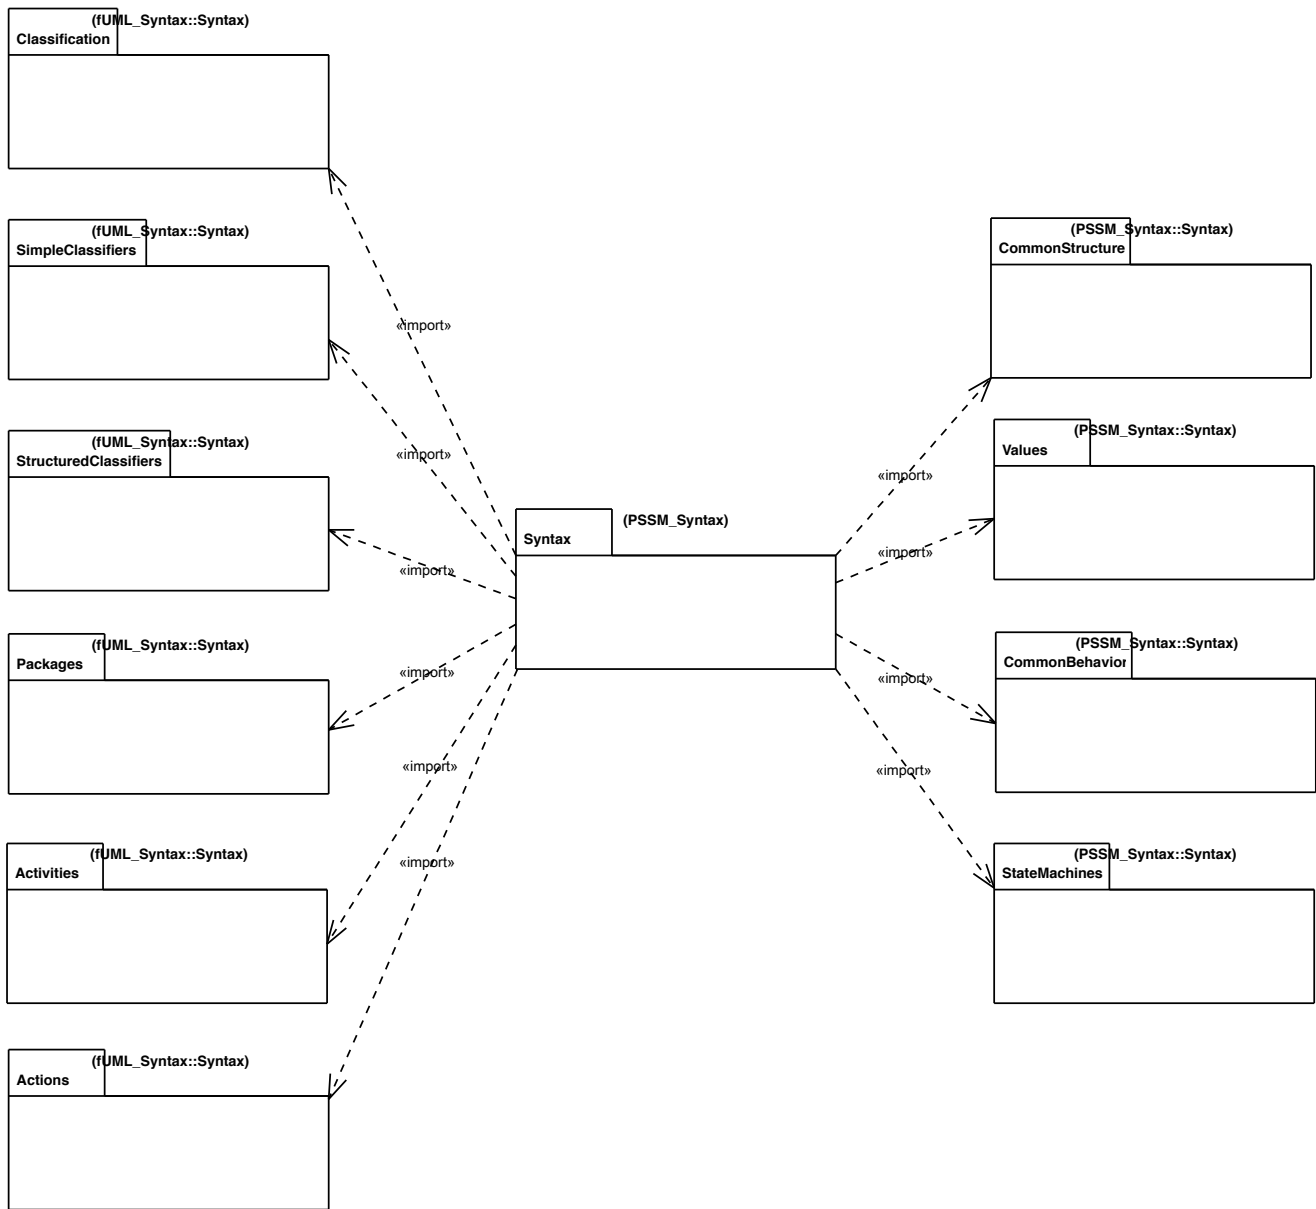 (fUML_Syntax::Syntax)
Classification
(fUML_Syntax::Syntax)
SimpleClassifiers
(fUML_Syntax::Syntax)
StructuredClassifiers
(fUML_Syntax::Syntax)
Packages
(fUML_Syntax::Syntax)
Activities
(fUML_Syntax::Syntax)
Actions
«import»
«import»
«import»
«import»
«import»
«import»
(PSSM_Syntax)
Syntax
«import»
«import»
«import»
«import»
(PSSM_Syntax::Syntax)
CommonStructure
(PSSM_Syntax::Syntax)
Values
(PSSM_Syntax::Syntax)
CommonBehavior
(PSSM_Syntax::Syntax)
StateMachines